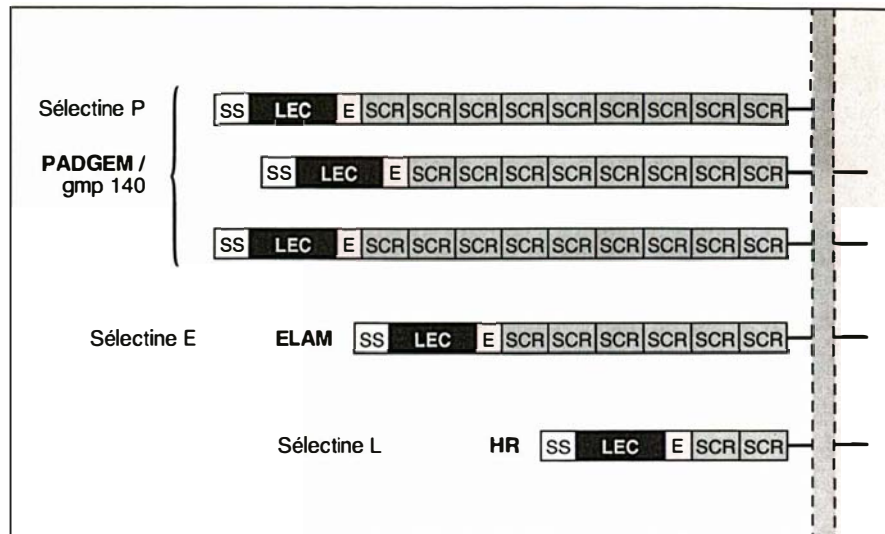 Sélectine P SS LEC E SCR SCR SCR SCR SCR SCR SCR SCR SCR
PADGEM / SS LEC E SCR SCR SCR SCR SCR SCR SCR SCR
gmp 140
SS LEC E SCR SCR SCR SCR SCR SCR SCR SCR SCR
Sélectine E ELAM SS LEC E SCR SCR SCR SCR SCR SCR
Sélectine L HR SS LEC E SCR SCR